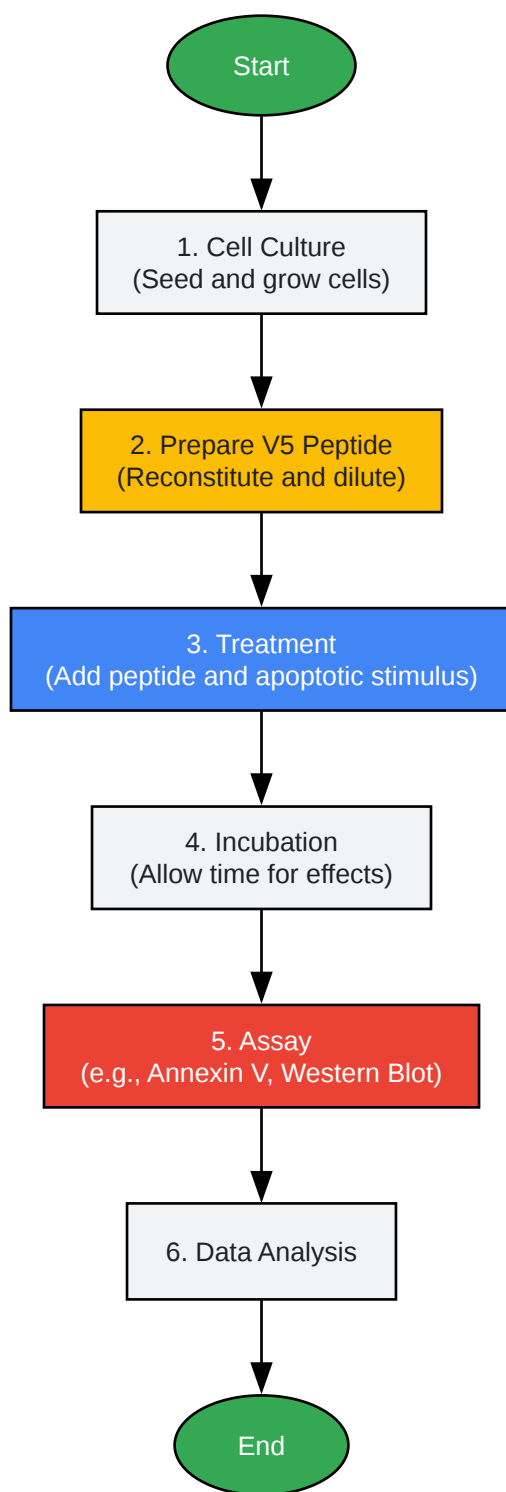 Start
1. Cell Culture
(Seed and grow cells)
2. Prepare V5 Peptide
(Reconstitute and dilute)
3. Treatment
(Add peptide and apoptotic stimulus)
4. Incubation
(Allow time for effects)
5. Assay
(e.g., Annexin V, Western Blot)
6. Data Analysis
End